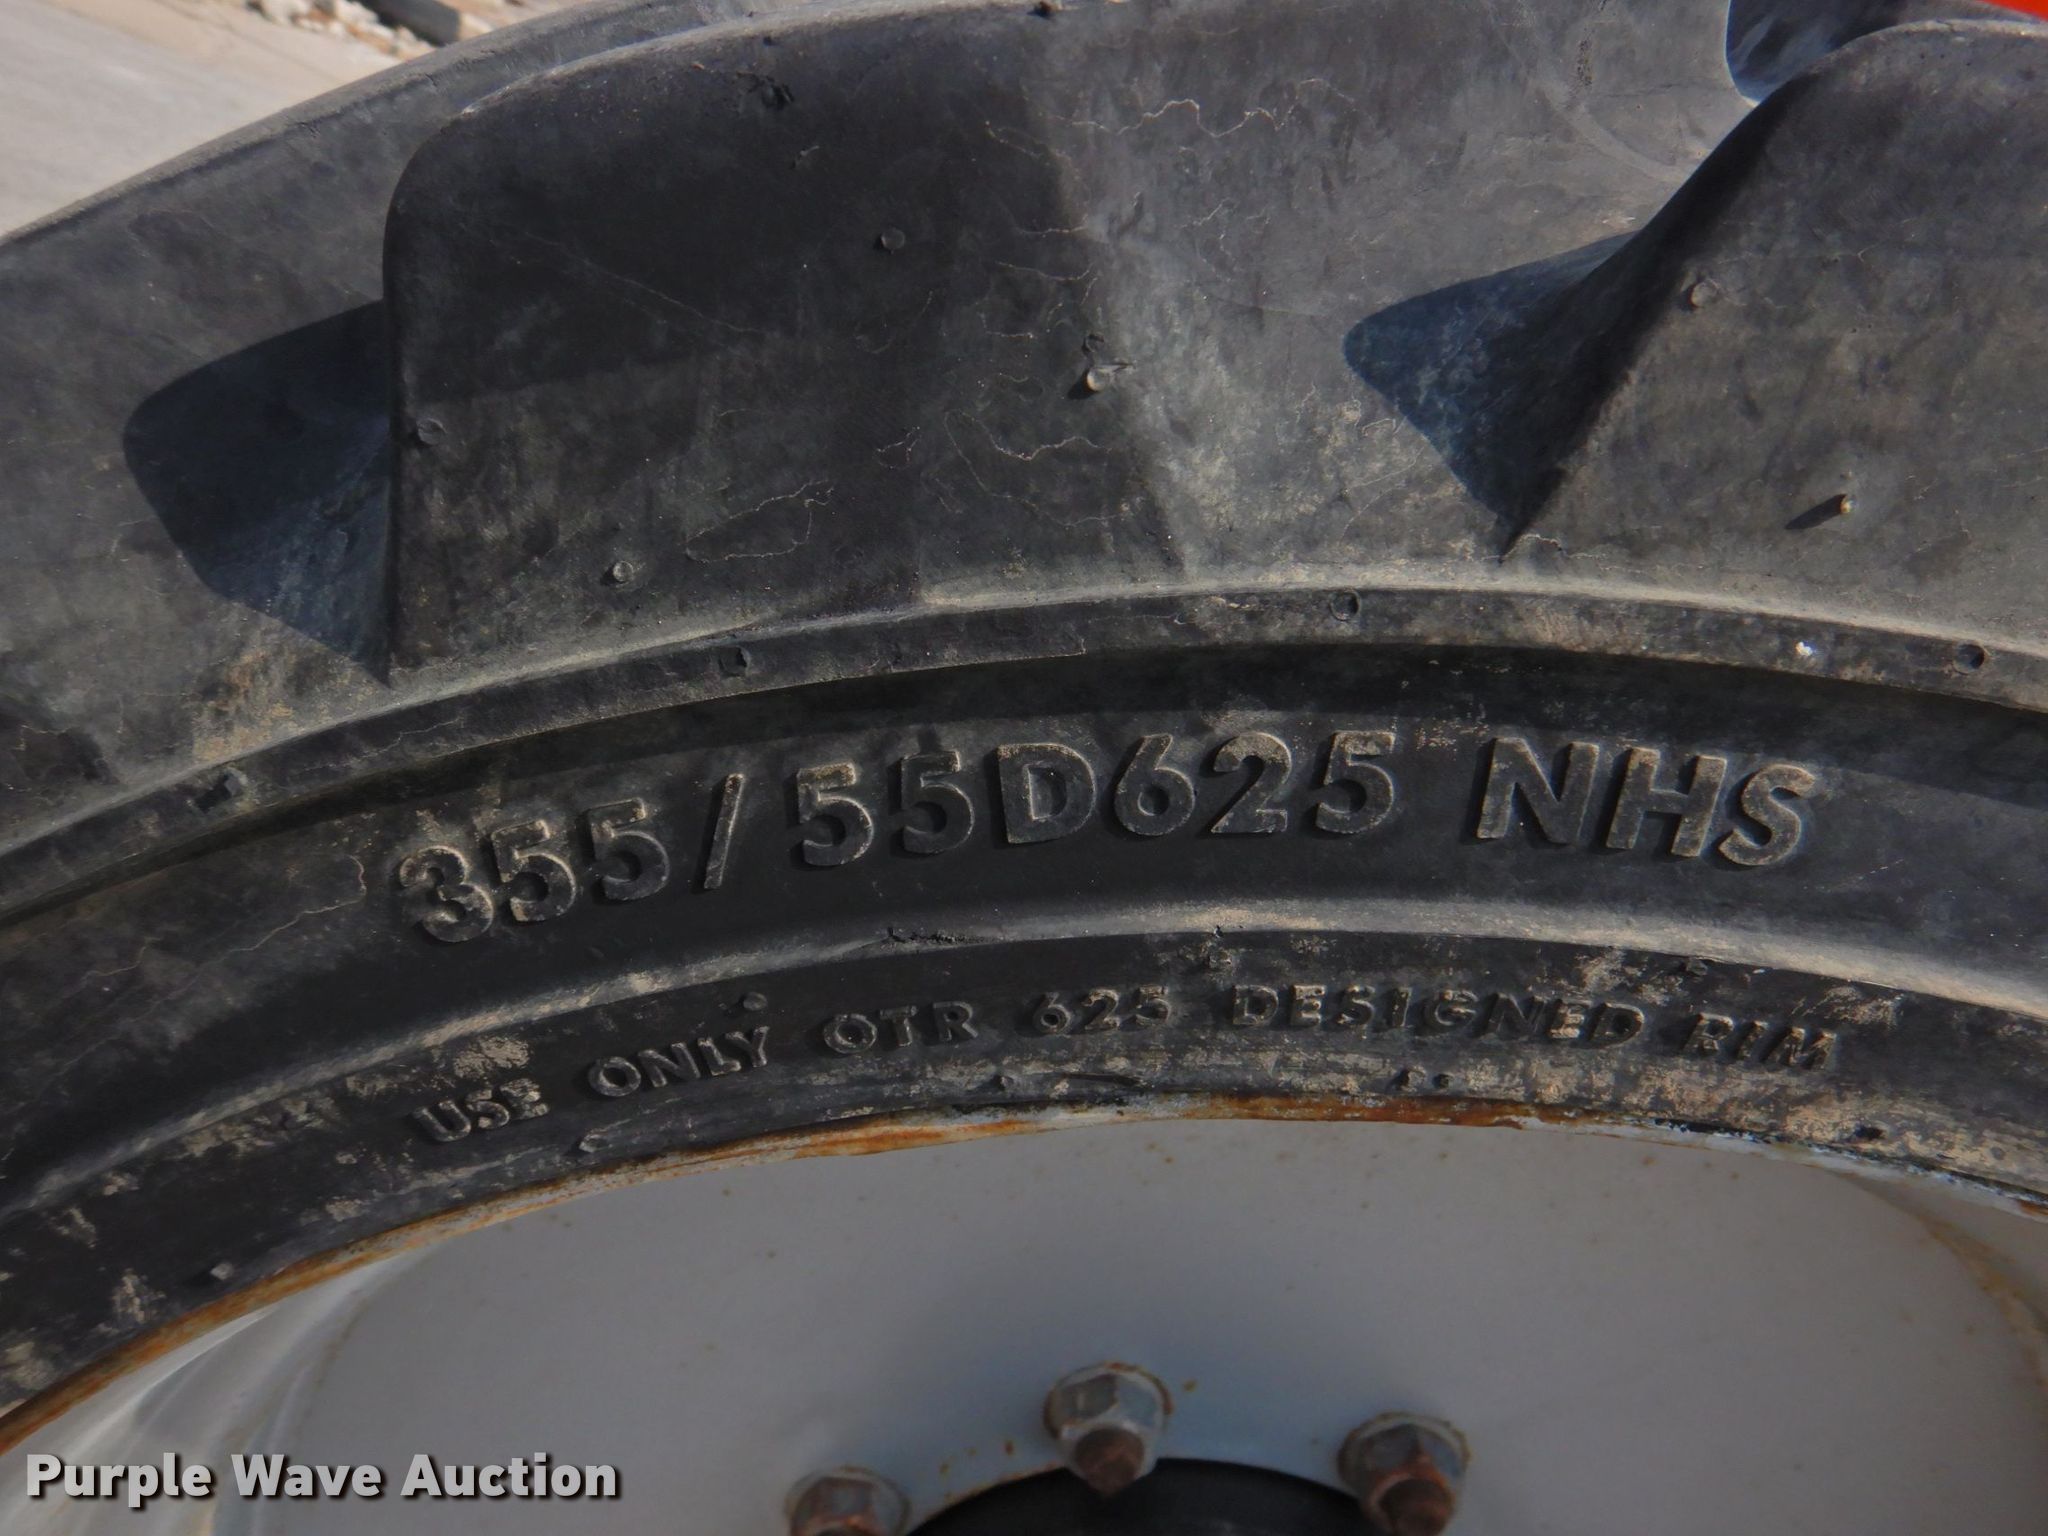 355/55D625 NHS
USE ONLY OTR 625 DESIGNED RIM
Purple Wave Auction